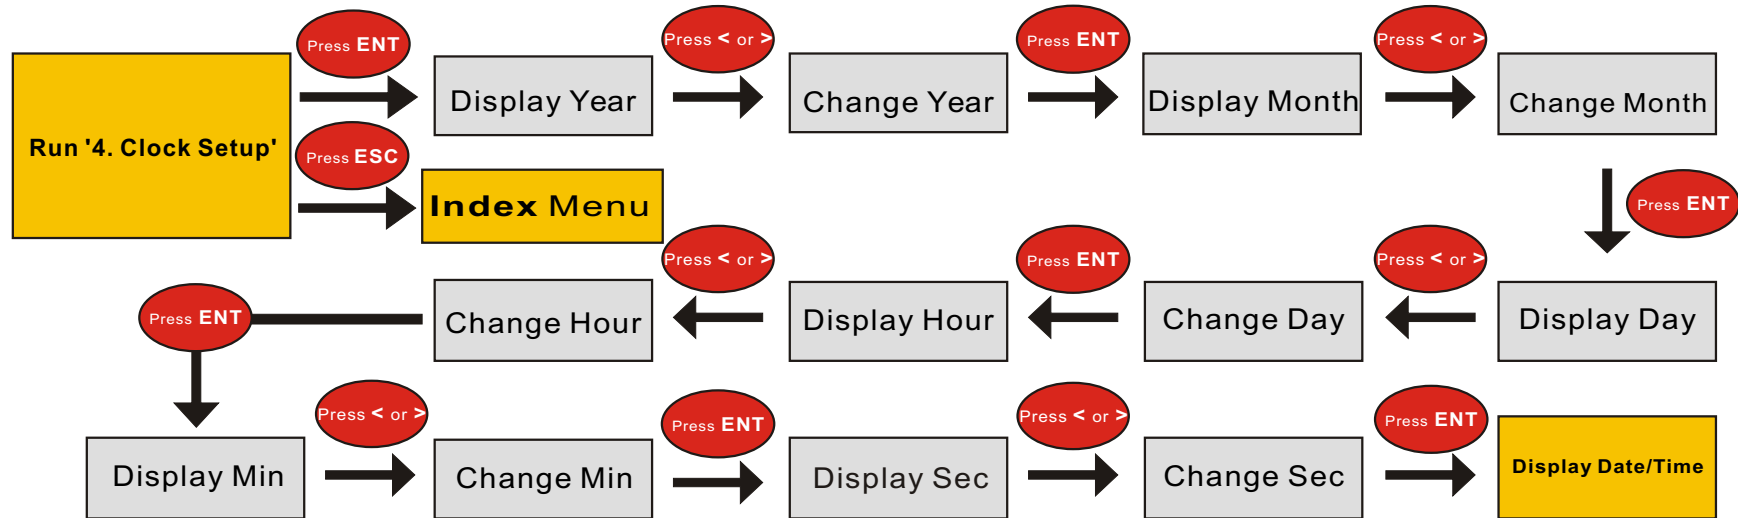 Press ENT
Press < or >
Press ENT
Press < or >
Run '4. Clock Setup'
Display Year
Change Year
Display Month
Change Month
Press ESC
Index Menu
Press ENT
Press < or >
Press ENT
Press < or >
Press ENT
Change Hour
Display Hour
Change Day
Display Day
Press < or >
Press ENT
Press < or >
Press ENT
Display Min
Change Min
Display Sec
Change Sec
Display Date/Time